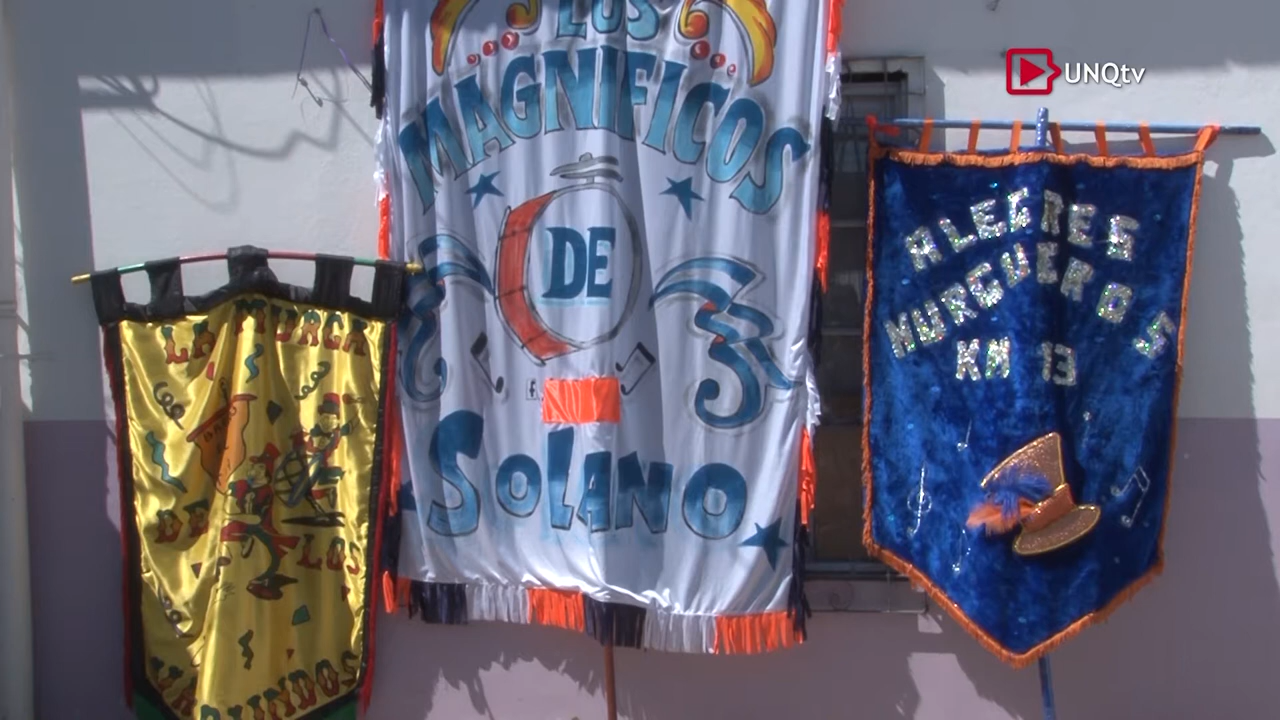 UNQtv
LOS
MAGNIFICOS
DE
SOLANO
LA MURGA
DE LOS
ALEGRES
MURGUEROS
KM 13